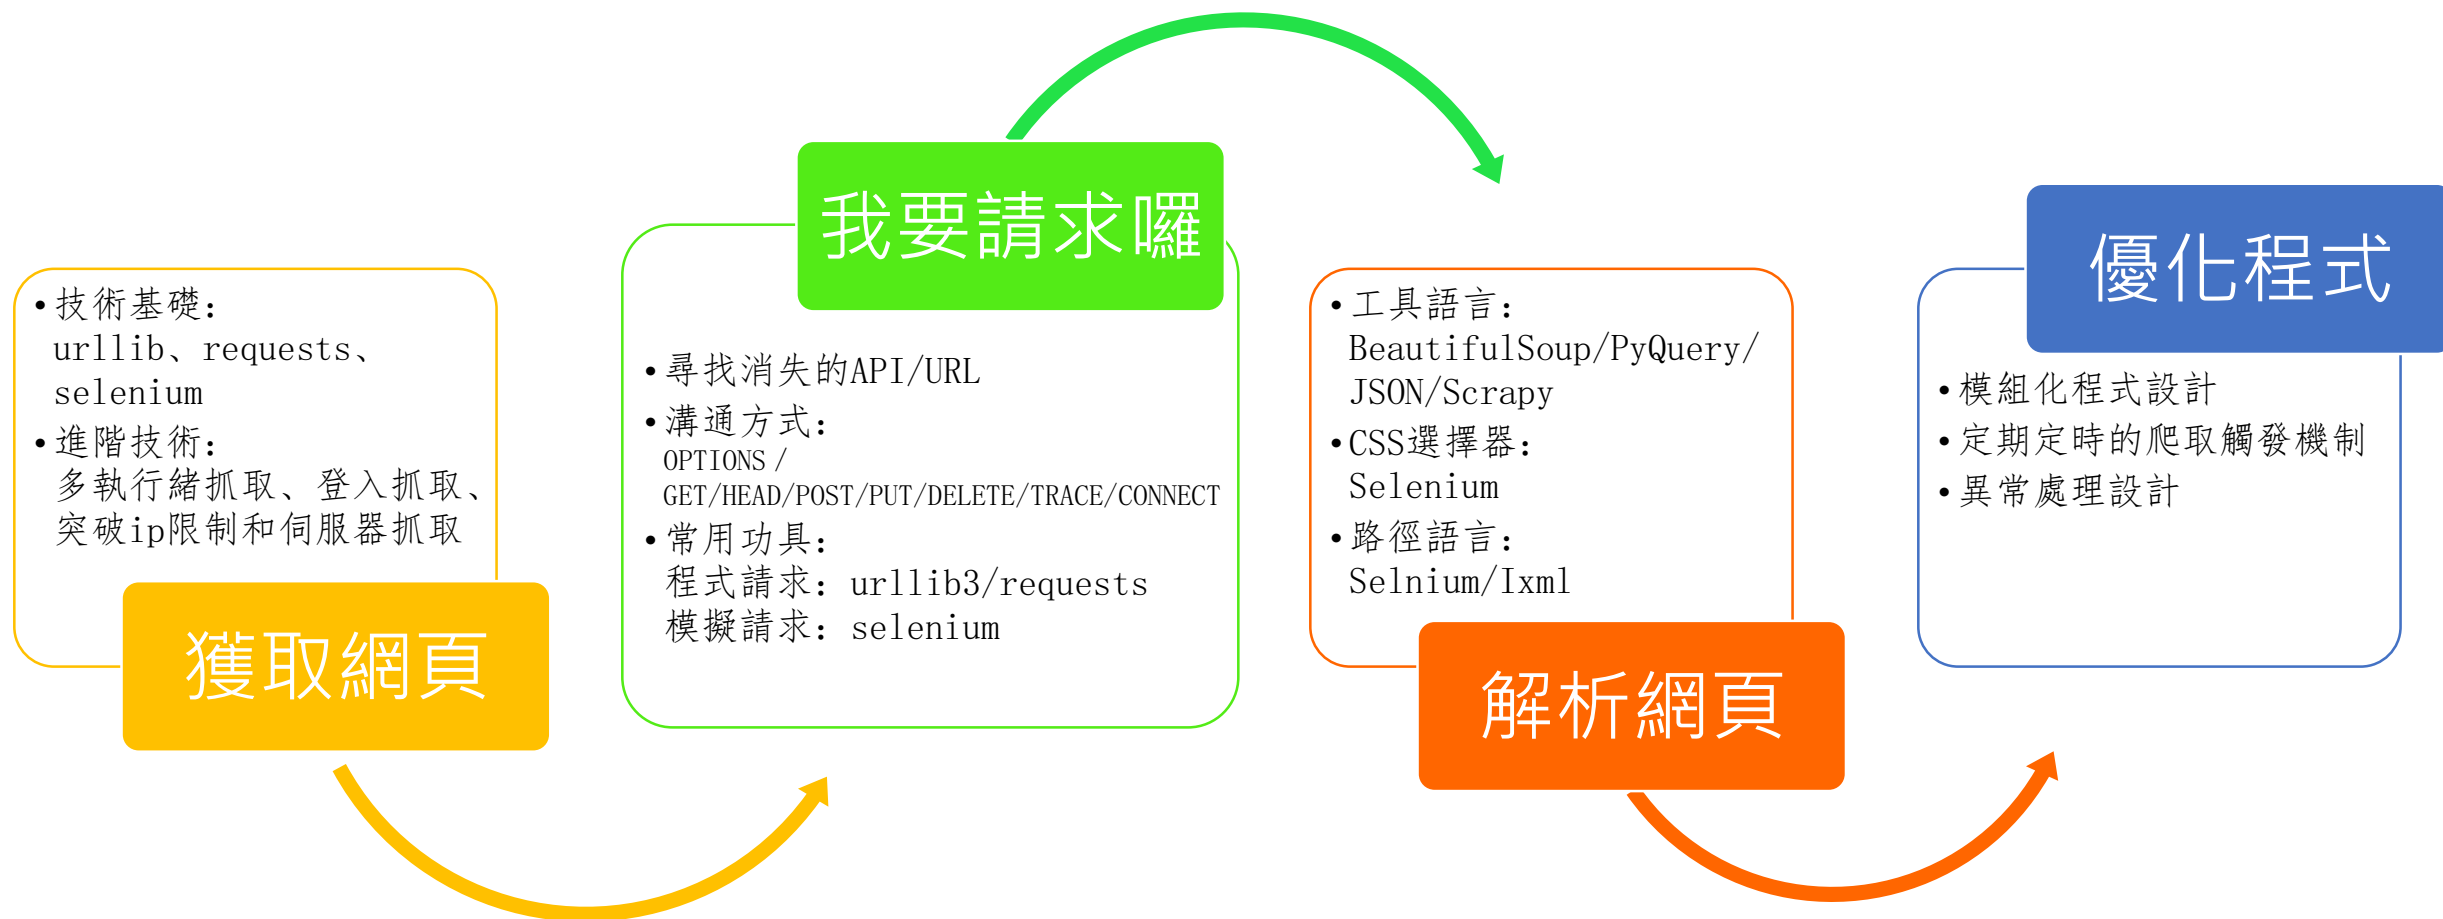 • 技術基礎：
urllib、requests、
selenium
• 進階技術：
多執行緒抓取、登入抓取、
突破ip限制和伺服器抓取
獲取網頁
我要請求囉
• 尋找消失的API/URL
• 溝通方式：
OPTIONS /
GET/HEAD/POST/PUT/DELETE/TRACE/CONNECT
• 常用功具：
程式請求：urllib3/requests
模擬請求：selenium
• 工具語言：
BeautifulSoup/PyQuery/
JSON/Scrapy
• CSS選擇器：
Selenium
• 路徑語言：
Selnium/Ixml
解析網頁
優化程式
• 模組化程式設計
• 定期定時的爬取觸發機制
• 異常處理設計